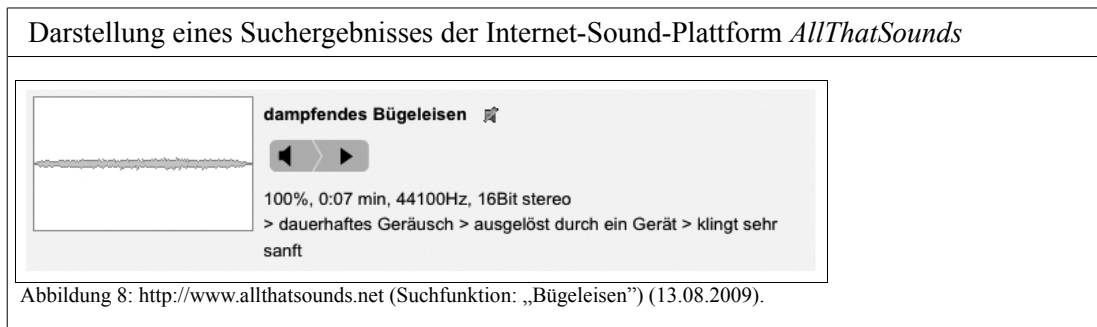 Darstellung eines Suchergebnisses der Internet-Sound-Plattform AllThatSounds
dampfendes Bügeleisen
100%, 0:07 min, 44100Hz, 16Bit stereo
> dauerhaftes Geräusch > ausgelöst durch ein Gerät > klingt sehr
sanft
Abbildung 8: http://www.allthatsounds.net (Suchfunktion: „Bügeleisen”) (13.08.2009).